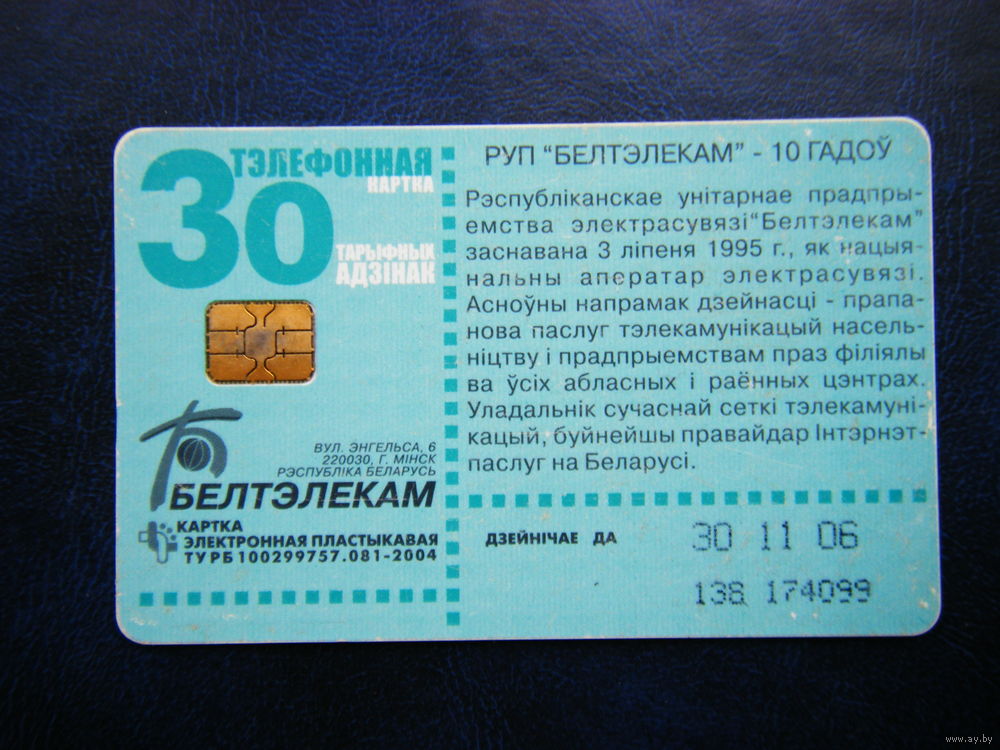 30
ТЭЛЕФОННАЯ
КАРТКА
ТАРЫФНЫХ
АДЗІНАК
ВУЛ. ЭНГЕЛЬСА, 6
220030, Г. МІНСК
РЭСПУБЛІКА БЕЛАРУСЬ
БЕЛТЭЛЕКАМ
КАРТКА
ЭЛЕКТРОННАЯ ПЛАСТЫКАВАЯ
ТУ РБ 100299757.081-2004
РУП “БЕЛТЭЛЕКАМ” - 10 ГАДОЎ
Рэспубліканскае унітарнае прадпры-
емства электрасувязі“Белтэлекам”
заснавана 3 ліпеня 1995 г., як нацыя-
нальны аператар электрасувязі.
Асноўны напрамак дзейнасці - прапа-
нова паслуг тэлекамунікацый насель-
ніцтву і прадпрыемствам праз філіялы
ва ўсіх абласных і раённых цэнтрах.
Уладальнік сучаснай сеткі тэлекамуні-
кацый, буйнейшы правайдар Інтэрнэт-
паслуг на Беларусі.
ДЗЕЙНІЧАЕ ДА 30 11 06
138 174099
www.ay.by